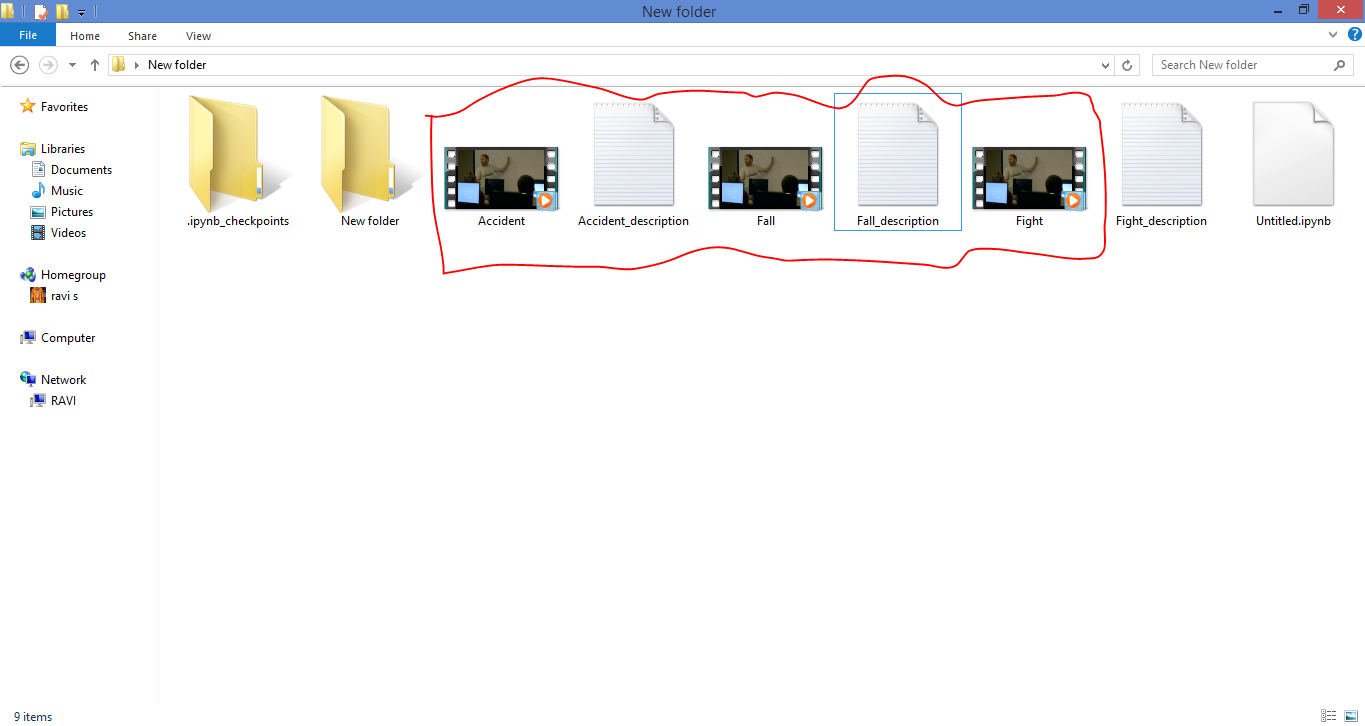 New folder
File Home Share View
New folder Search New folder
Favorites
Libraries
Documents
Music
Pictures
Videos
Homegroup
ravi s
Computer
Network
RAVI
.ipynb_checkpoints New folder Accident Accident_description Fall Fall_description Fight Fight_description Untitled.ipynb
9 items